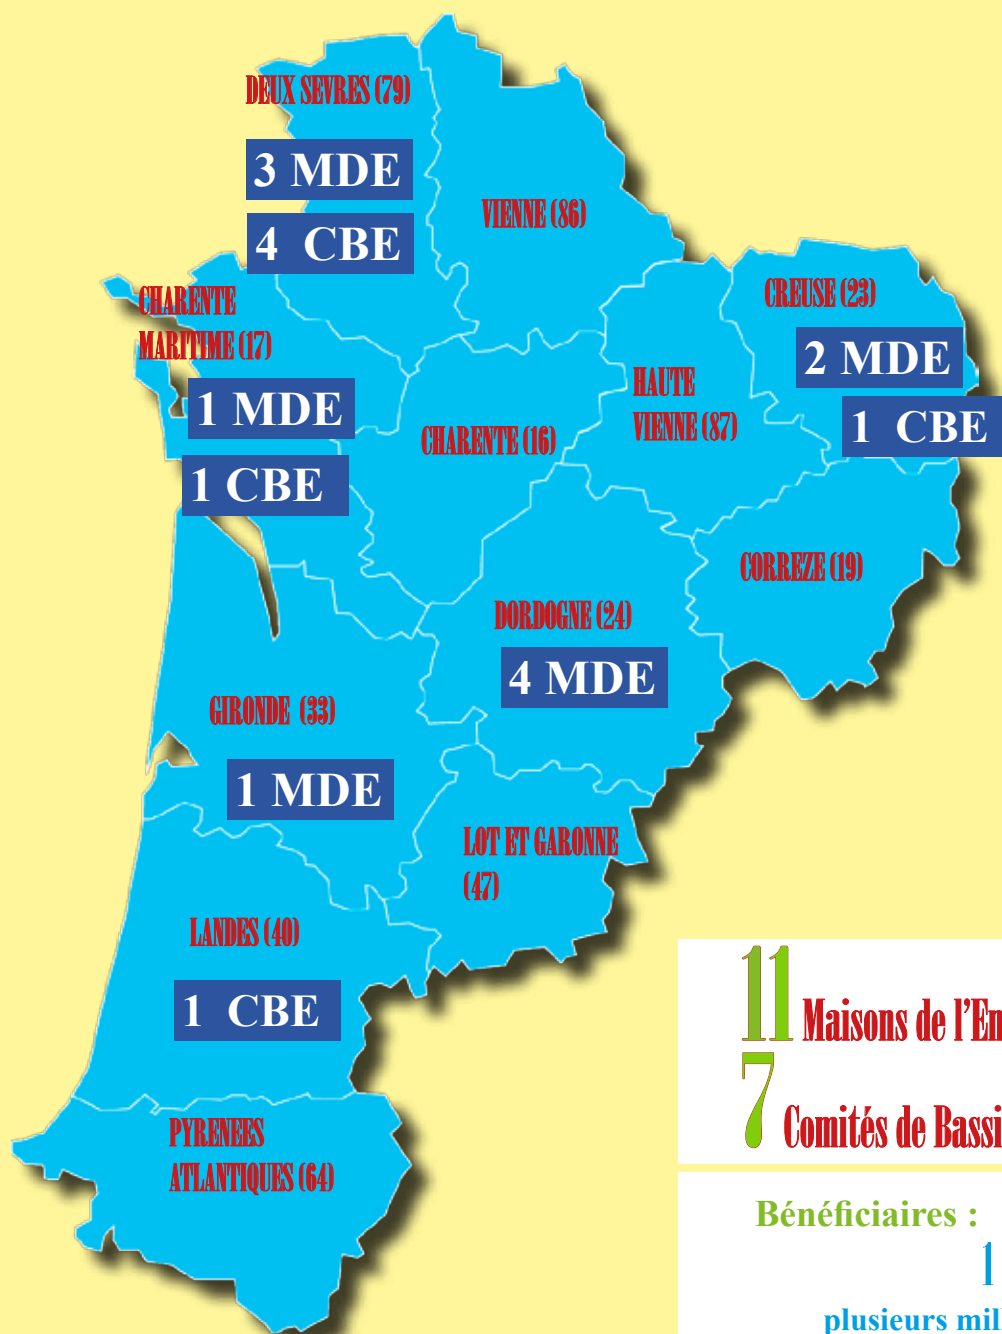 DEUX SEVRES (79)
3 MDE
4 CBE
VIENNE (86)
CHARENTE
MARITIME (17)
1 MDE
1 CBE
CREUSE (23)
2 MDE
1 CBE
HAUTE
VIENNE (87)
CHARENTE (16)
CORREZE (19)
DORDOGNE (24)
4 MDE
GIRONDE (33)
1 MDE
LOT ET GARONNE
(47)
LANDES (40)
1 CBE
PYRENEES
ATLANTIQUES (64)
11 Maisons de l'En
7 Comités de Bassi
Bénéficiaires :
1
plusieurs mil